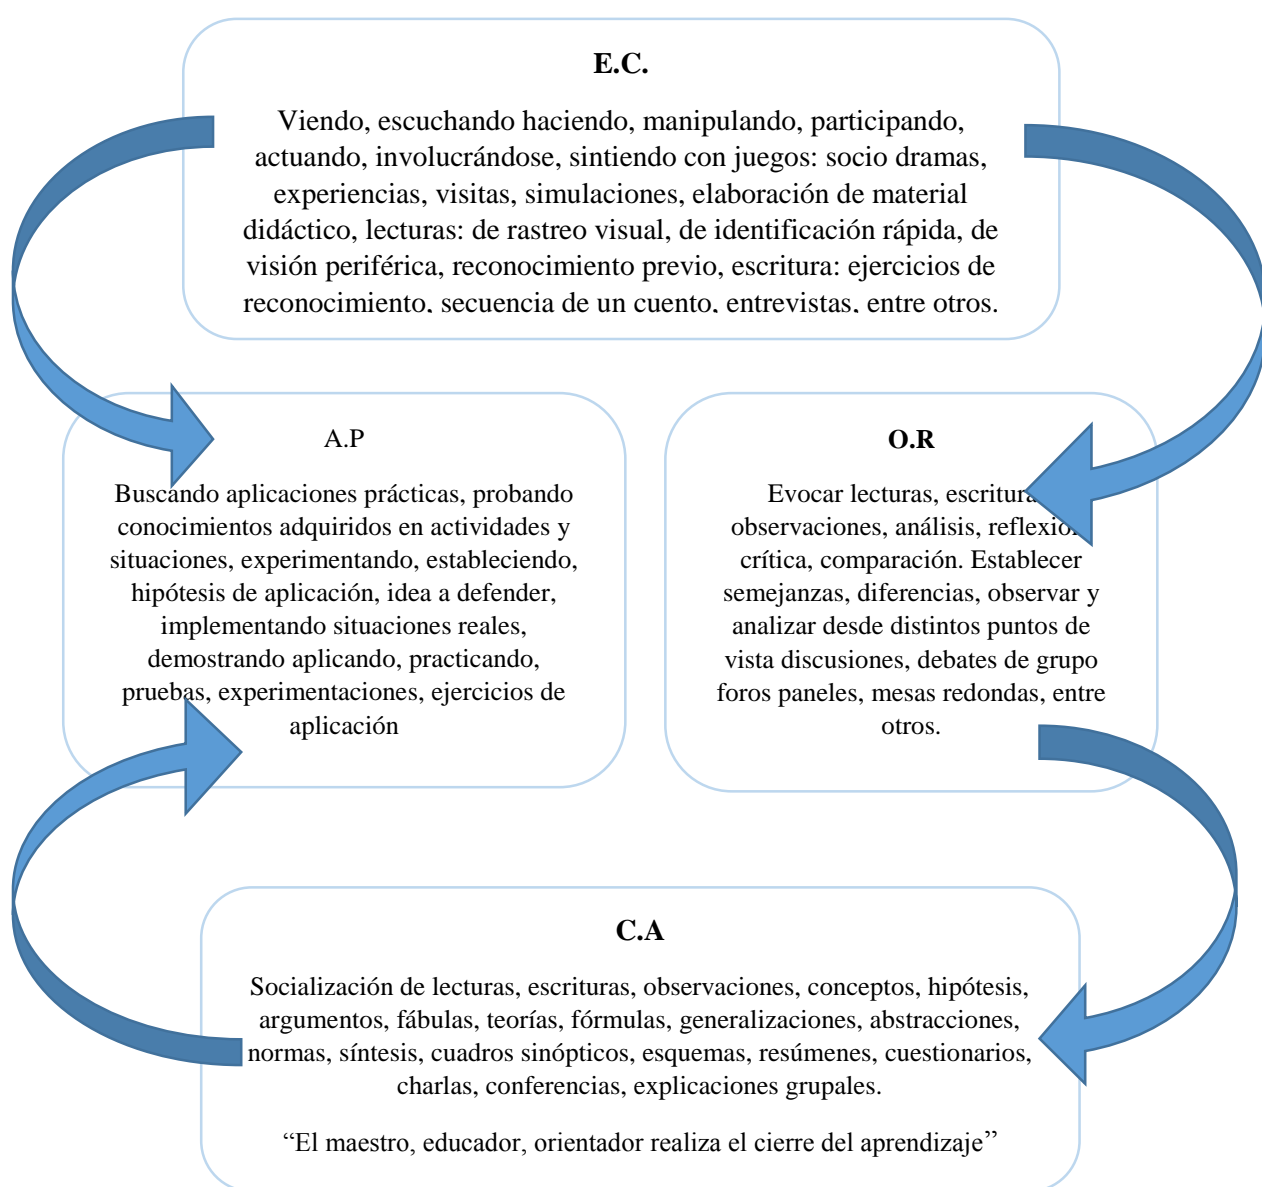 E.C.
Viendo, escuchando haciendo, manipulando, participando,
actuando, involucrándose, sintiendo con juegos: socio dramas,
experiencias, visitas, simulaciones, elaboración de material
didáctico, lecturas: de rastreo visual, de identificación rápida, de
visión periférica, reconocimiento previo, escritura: ejercicios de
reconocimiento, secuencia de un cuento, entrevistas, entre otros.
A.P
Buscando aplicaciones prácticas, probando
conocimientos adquiridos en actividades y
situaciones, experimentando, estableciendo,
hipótesis de aplicación, idea a defender,
implementando situaciones reales,
demostrando aplicando, practicando,
pruebas, experimentaciones, ejercicios de
aplicación
O.R
Evocar lecturas,
observaciones, análisis,
crítica, comparación. Establecer
semejanzas, diferencias, observar y
analizar desde distintos puntos de
vista discusiones, debates de grupo
foros paneles, mesas redondas, entre
otros.
C.A
Socialización de lecturas, escrituras, observaciones, conceptos, hipótesis,
argumentos, fábulas, teorías, fórmulas, generalizaciones, abstracciones,
normas, síntesis, cuadros sinópticos, esquemas, resúmenes, cuestionarios,
charlas, conferencias, explicaciones grupales.
“El maestro, educador, orientador realiza el cierre del aprendizaje”